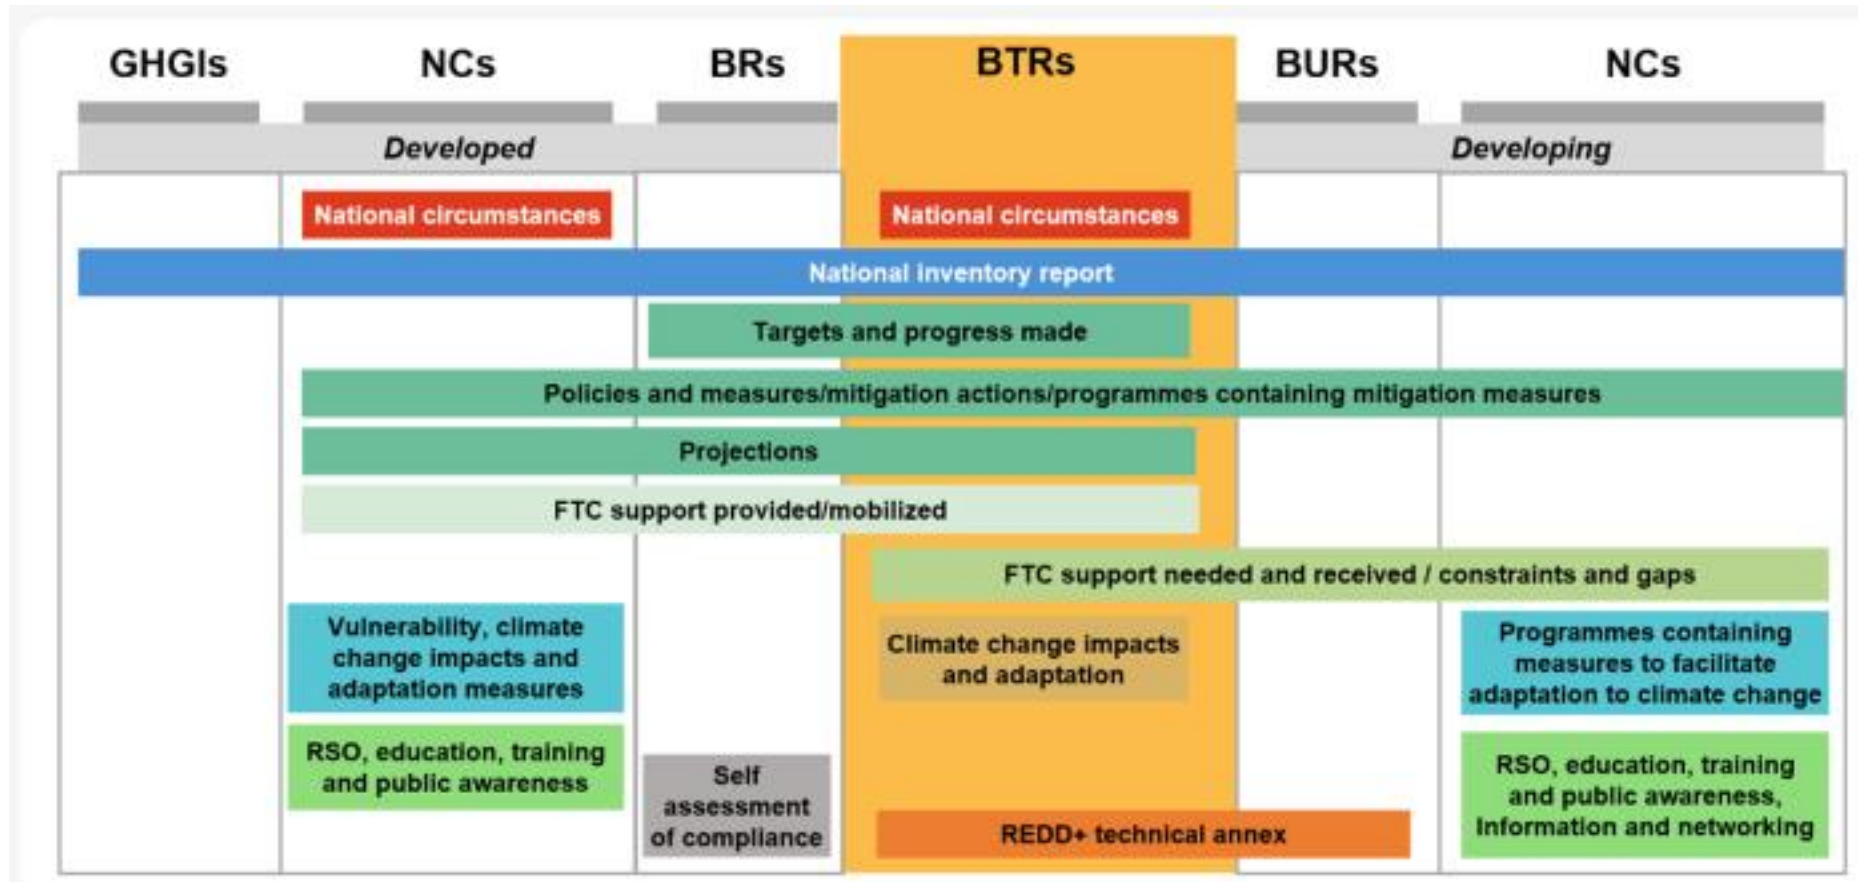 GHGIs NCs BRs BTRs BURs NCs
Developed Developing
National circumstances National circumstances
National inventory report
Targets and progress made
Policies and measures/mitigation actions/programmes containing mitigation measures
Projections
FTC support provided/mobilized
FTC support needed and received / constraints and gaps
Vulnerability, climate
change impacts and
adaptation measures
Climate change impacts
and adaptation
Programmes containing
measures to facilitate
adaptation to climate change
RSO, education, training
and public awareness
Self
assessment
of compliance
REDD+ technical annex
RSO, education, training
and public awareness,
Information and networking